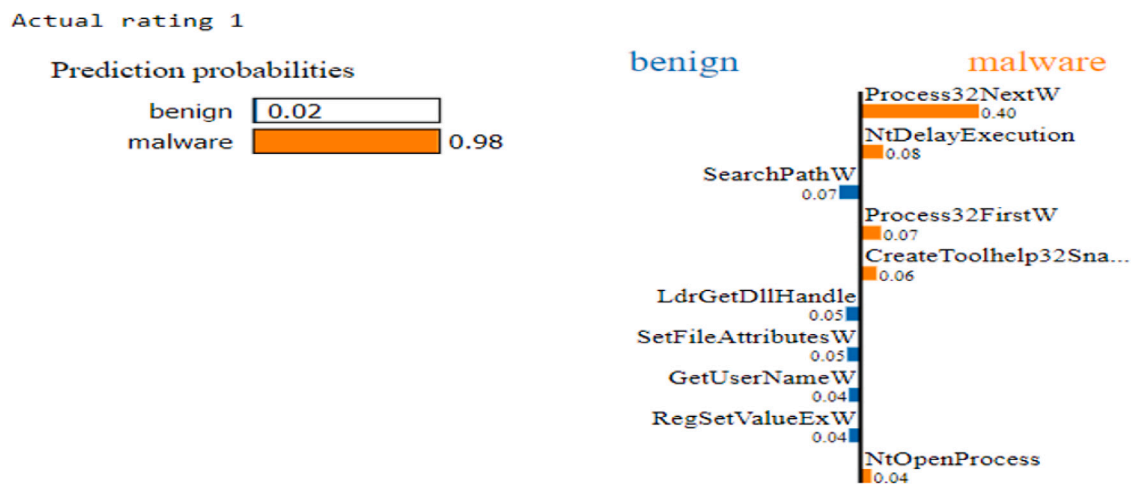 Actual rating 1
Prediction probabilities
benign 0.02
malware 0.98
benign malware
Process32NextW
0.40
NtDelayExecution
0.08
SearchPathW
0.07
Process32FirstW
0.07
CreateToolhelp32Sna...
0.06
LdrGetDllHandle
0.05
SetFileAttributesW
0.05
GetUserNameW
0.04
RegSetValueExW
0.04
NtOpenProcess
0.04